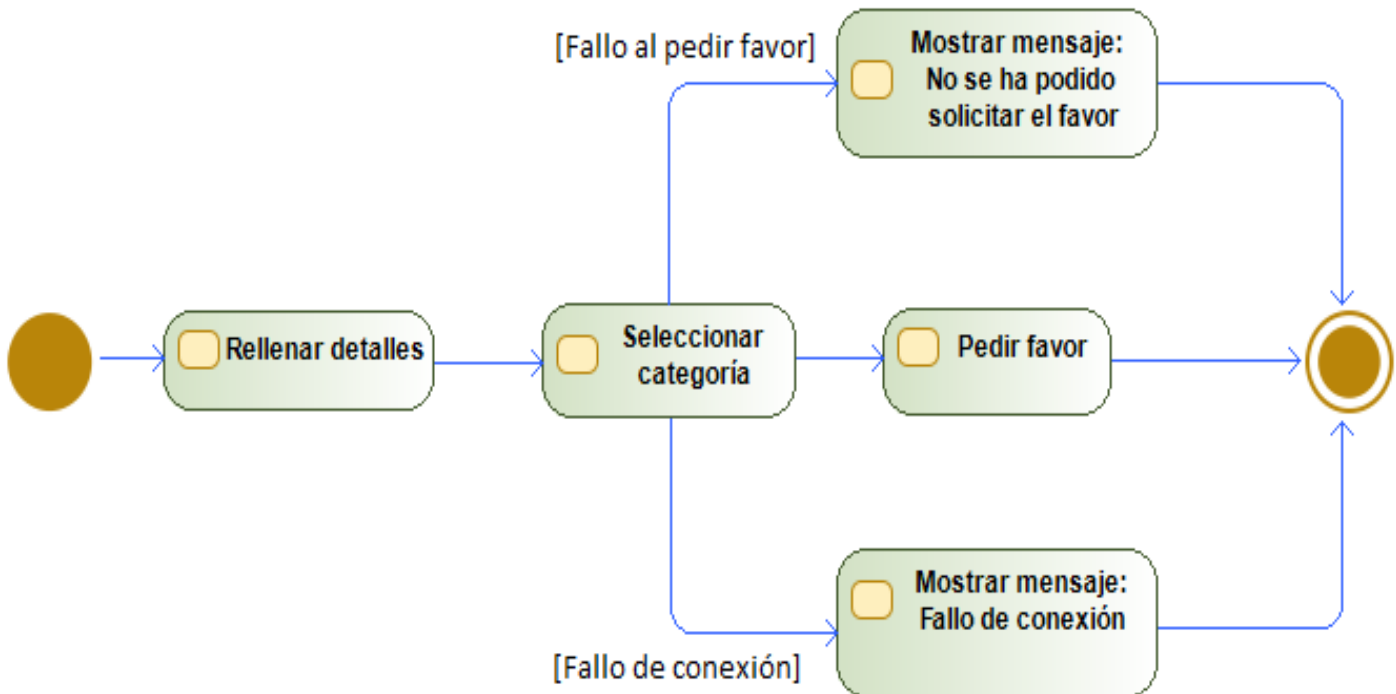 [Fallo al pedir favor]
Mostrar mensaje:
No se ha podido
solicitar el favor
Rellenar detalles
Seleccionar
categoría
Pedir favor
Mostrar mensaje:
Fallo de conexión
[Fallo de conexión]